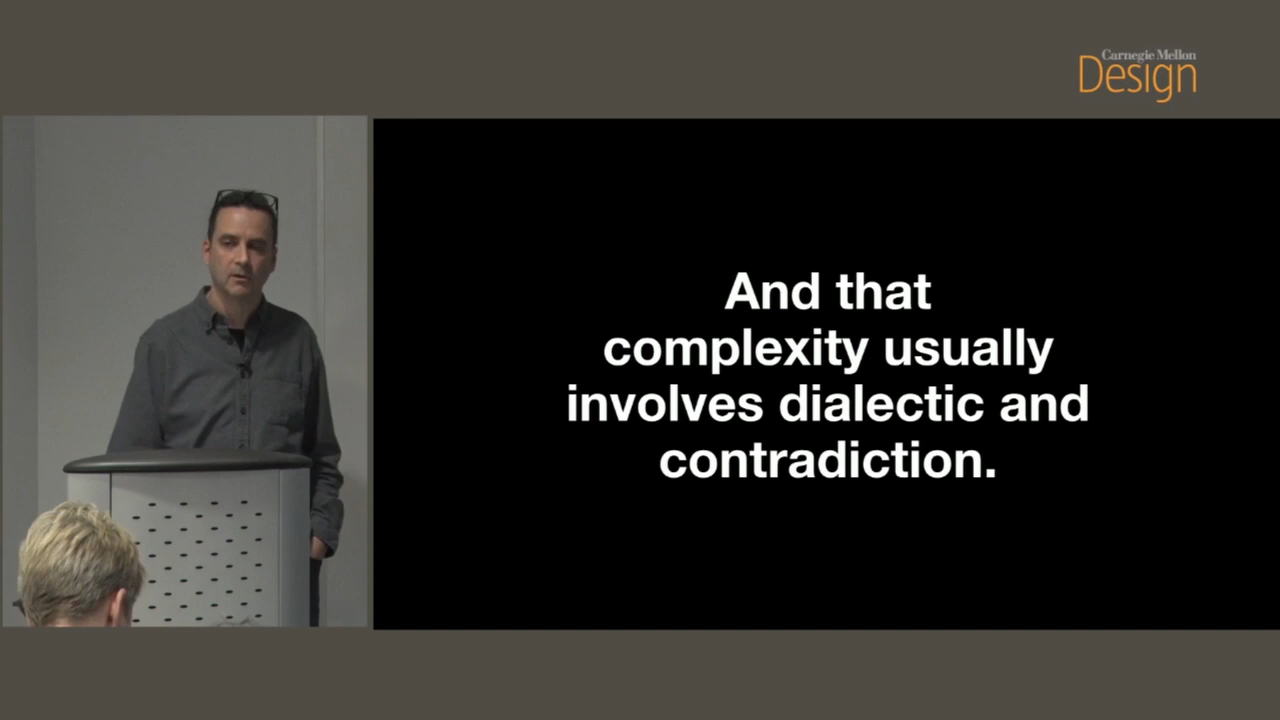 Carnegie Mellon
Design
And that
complexity usually
involves dialectic and
contradiction.